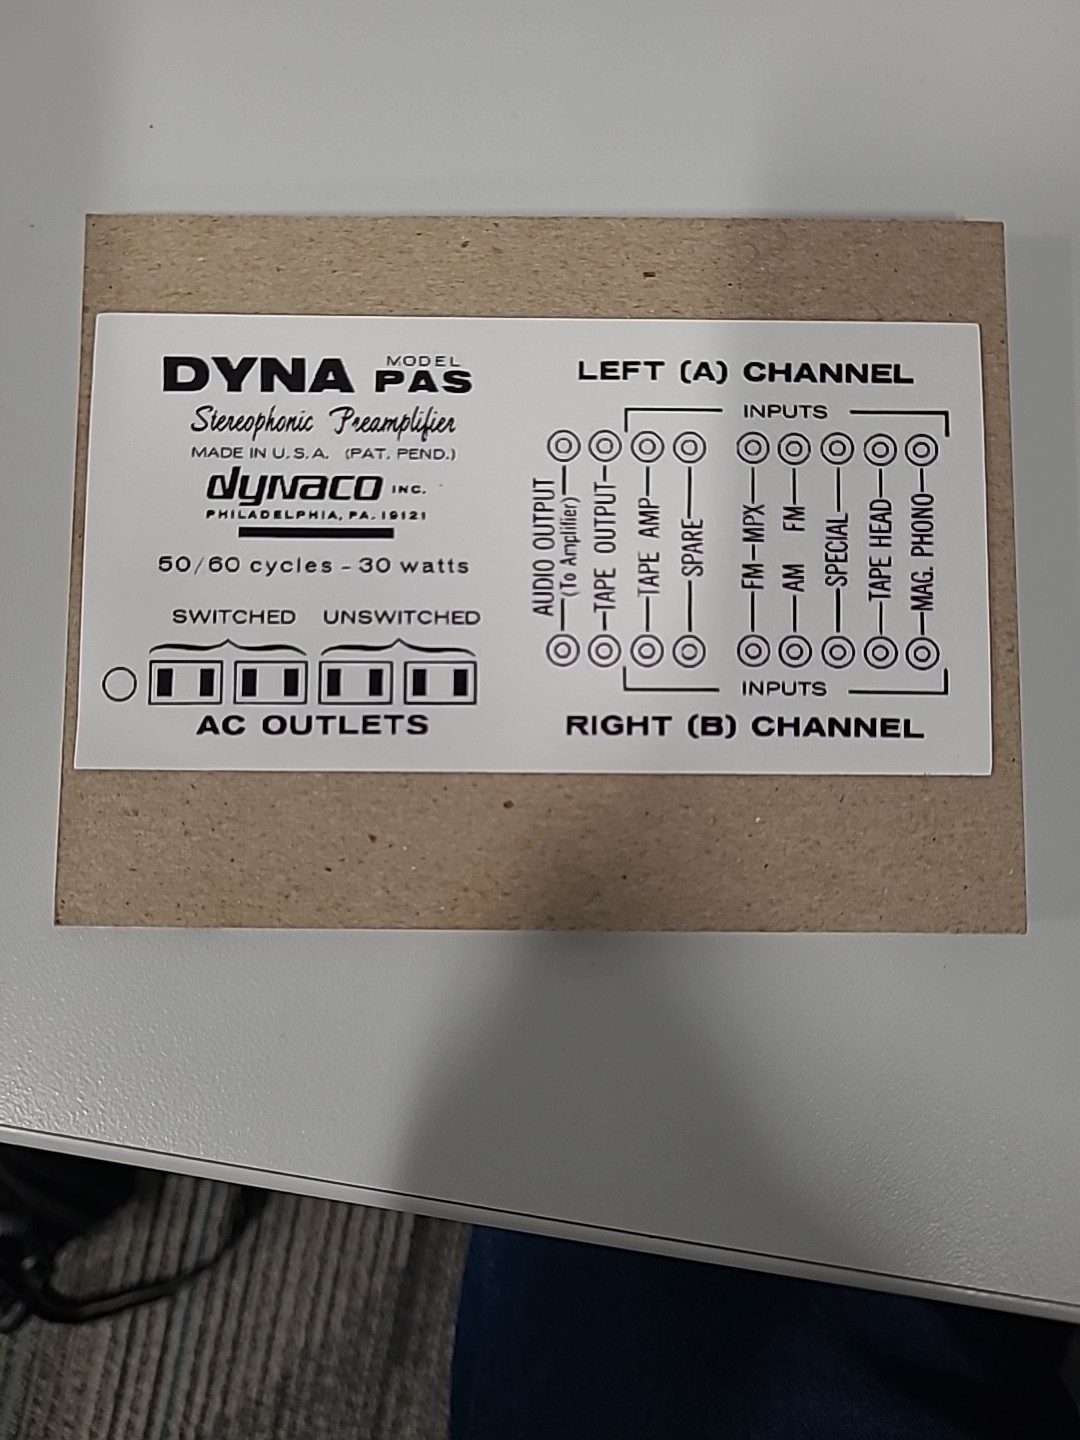 DYNA MODEL PAS
Stereophonic Preamplifier
MADE IN U.S.A. (PAT. PEND.)
dynaco INC.
PHILADELPHIA, PA. 19121
50/60 cycles - 30 watts
SWITCHED UNSWITCHED
AC OUTLETS
LEFT (A) CHANNEL
INPUTS
AUDIO OUTPUT
(To Amplifier)
TAPE OUTPUT
TAPE AMP
SPARE
FM-MPX
AM FM
SPECIAL
TAPE HEAD
MAG. PHONO
INPUTS
RIGHT (B) CHANNEL